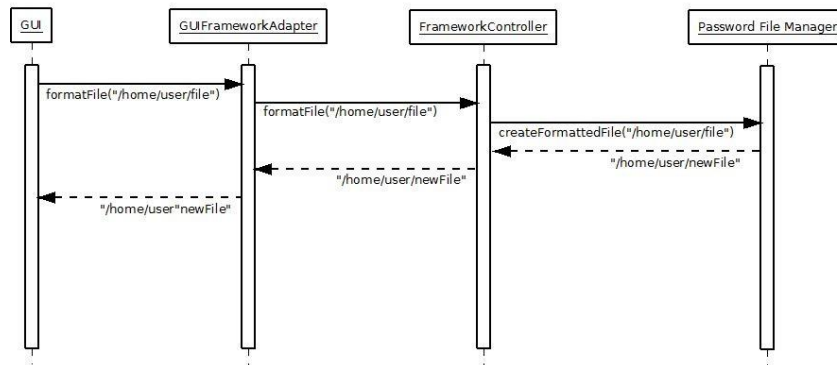 GUI
GUIFrameworkAdapter
FrameworkController
Password File Manager
formatFile("/home/user/file")
formatFile("/home/user/file")
createFormattedFile("/home/user/file")
"/home/user/newFile"
"/home/user/newFile"
"/home/user"newFile"